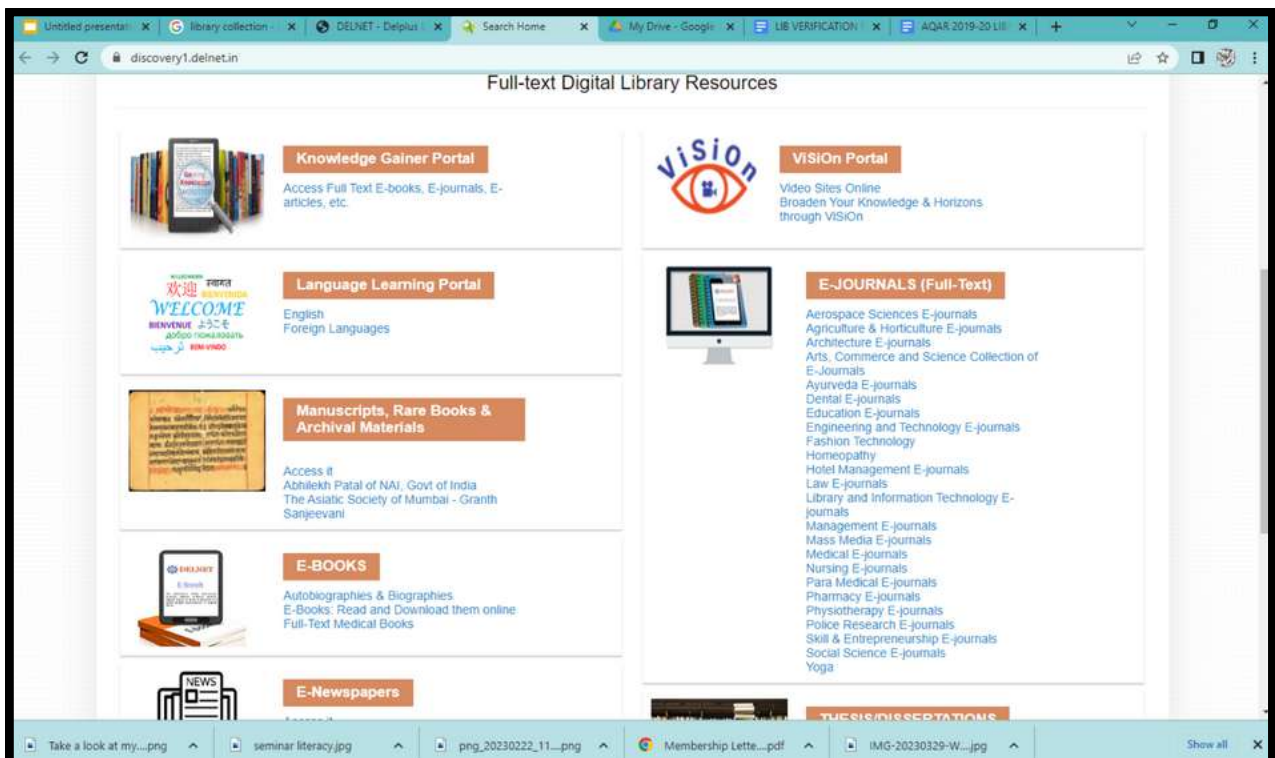 Untitled presentati
library collection -
DELNET - Delplus
Search Home
My Drive - Google
LIB VERIFICATION
AQAR 2019-20 LI
discovery1.delnet.in
Full-text Digital Library Resources
Knowledge Gainer Portal
Access Full Text E-books, E-journals, E-
articles, etc.
ViSiOn
ViSiOn Portal
Video Sites Online
Broaden Your Knowledge & Horizons
through ViSiOn
欢迎 स्वागत
WELCOME
BIENVENUE ようこそ
добро пожаловать
BEM-VINDO
Language Learning Portal
English
Foreign Languages
Manuscripts, Rare Books &
Archival Materials
Access it
Abhilekh Patal of NAI, Govt of India
The Asiatic Society of Mumbai - Granth
Sanjeevani
DELNET
E-Book
E-BOOKS
Autobiographies & Biographies
E-Books: Read and Download them online
Full-Text Medical Books
NEWS
E-Newspapers
E-JOURNALS (Full-Text)
Aerospace Sciences E-journals
Agriculture & Horticulture E-journals
Architecture E-journals
Arts, Commerce and Science Collection of
E-Journals
Ayurveda E-journals
Dental E-journals
Education E-journals
Engineering and Technology E-journals
Fashion Technology
Homeopathy
Hotel Management E-journals
Law E-journals
Library and Information Technology E-
journals
Management E-journals
Mass Media E-journals
Medical E-journals
Nursing E-journals
Para Medical E-journals
Pharmacy E-journals
Physiotherapy E-journals
Police Research E-journals
Skill & Entrepreneurship E-journals
Social Science E-journals
Yoga
THESIS/DISSERTATIONS
Take a look at my....png
seminar literacy.jpg
png_20230222_11....png
Membership Lette....pdf
IMG-20230329-W....jpg
Show all